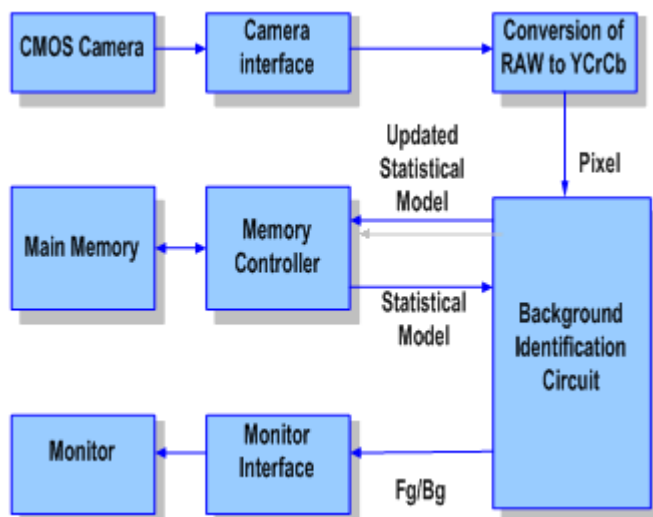 CMOS Camera
Camera
interface
Conversion of
RAW to YCrCb
Updated
Statistical
Model
Pixel
Main Memory
Memory
Controller
Statistical
Model
Background
Identification
Circuit
Monitor
Monitor
Interface
Fg/Bg